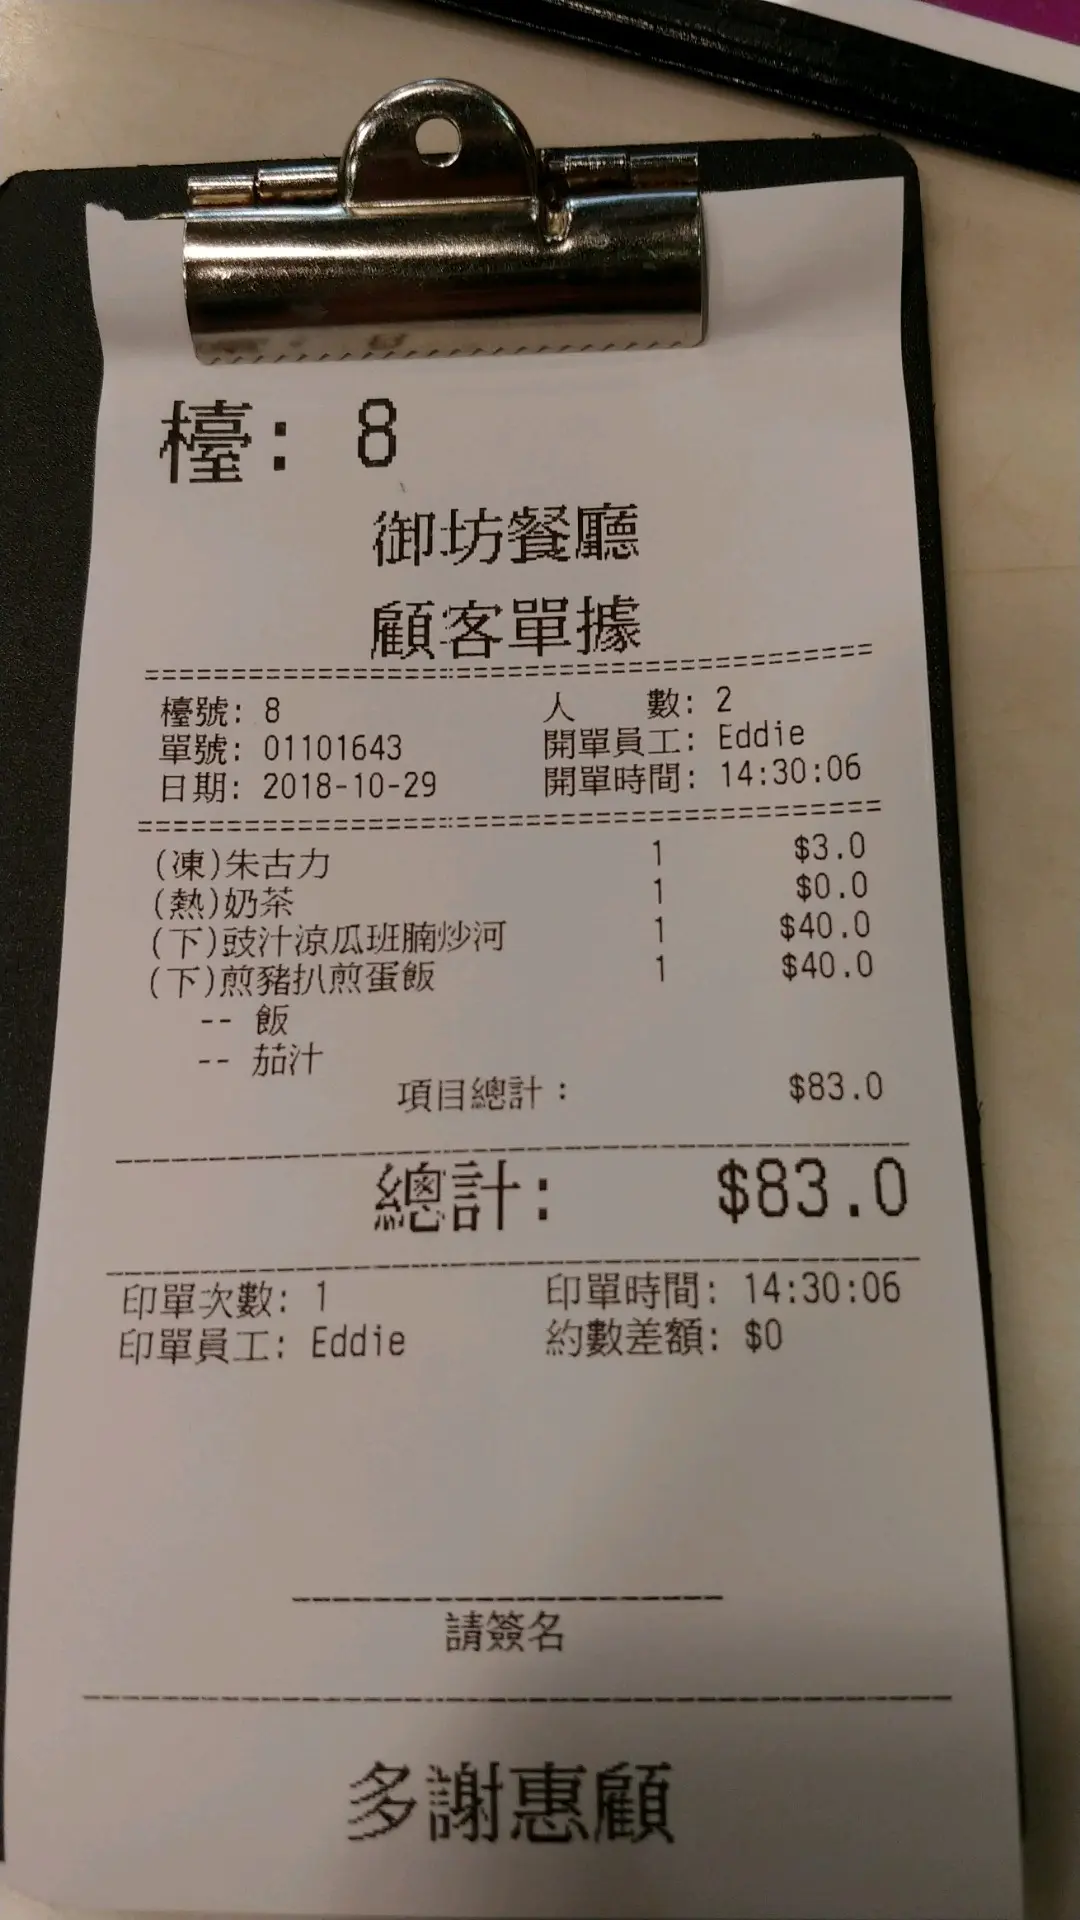 檯: 8
御坊餐廳
顧客單據
檯號: 8 人 數: 2
單號: 01101643 開單員工: Eddie
日期: 2018-10-29 開單時間: 14:30:06
(凍)朱古力 1 $3.0
(熱)奶茶 1 $0.0
(下)豉汁涼瓜班腩炒河 1 $40.0
(下)煎豬扒煎蛋飯 1 $40.0
-- 飯
-- 茄汁
項目總計: $83.0
總計: $83.0
印單次數: 1 印單時間: 14:30:06
印單員工: Eddie 約數差額: $0
請簽名
多謝惠顧